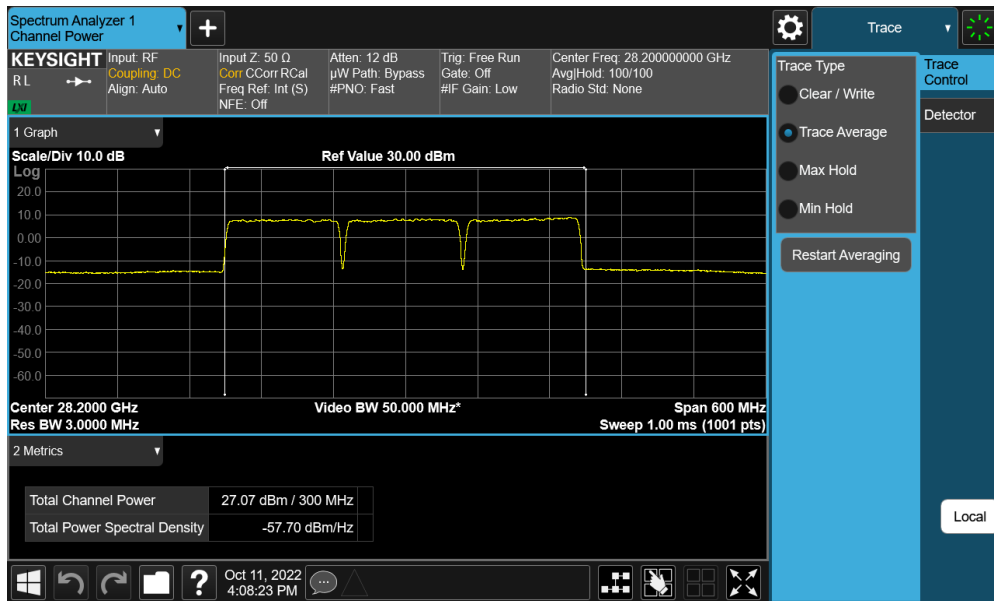 Spectrum Analyzer 1
Channel Power
Trace
KEYSIGHT
R L
LXI
Input: RF
Coupling: DC
Align: Auto
Input Z: 50 Ω
Corr CCorr RCal
Freq Ref: Int (S)
NFE: Off
Atten: 12 dB
µW Path: Bypass
#PNO: Fast
Trig: Free Run
Gate: Off
#IF Gain: Low
Center Freq: 28.200000000 GHz
Avg|Hold: 100/100
Radio Std: None
1 Graph
Scale/Div 10.0 dB
Ref Value 30.00 dBm
Log
20.0
10.0
0.00
-10.0
-20.0
-30.0
-40.0
-50.0
-60.0
Center 28.2000 GHz
Video BW 50.000 MHz*
Span 600 MHz
Res BW 3.0000 MHz
Sweep 1.00 ms (1001 pts)
2 Metrics
Total Channel Power 27.07 dBm / 300 MHz
Total Power Spectral Density -57.70 dBm/Hz
Trace Type
Clear / Write
Trace Average
Max Hold
Min Hold
Restart Averaging
Trace
Control
Detector
Local
?
Oct 11, 2022
4:08:23 PM